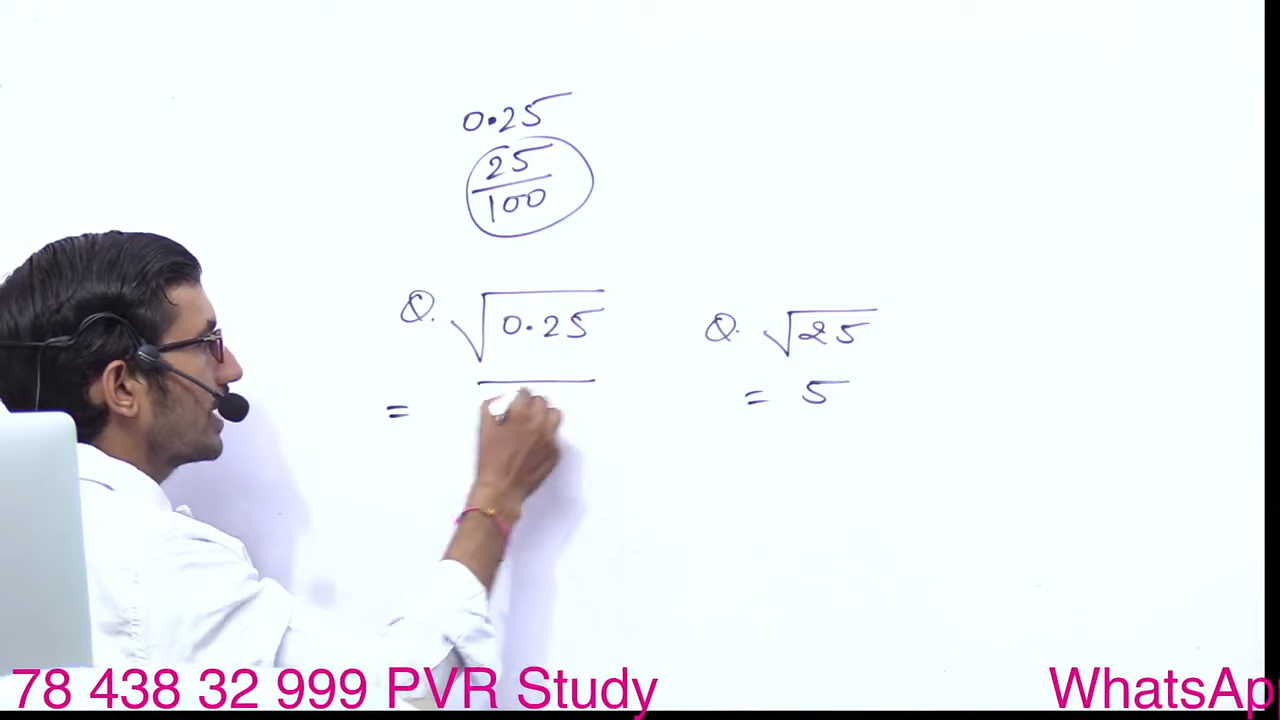 0.25
25
100
Q. √0.25
=
Q. √25
= 5
78 438 32 999 PVR Study
WhatsAp